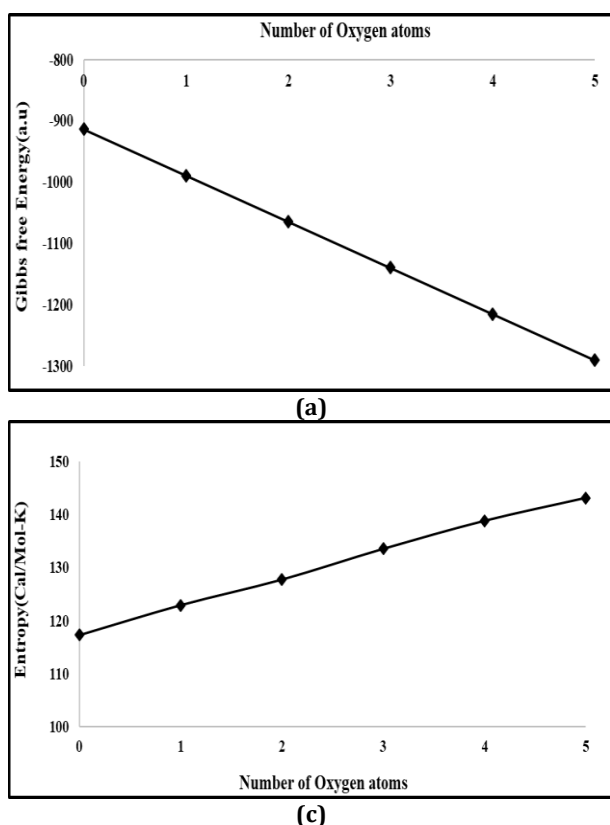 Number of Oxygen atoms
-800
0 1 2 3 4 5
-900
-1000
-1100
-1200
-1300
Gibbs free Energy(a.u)
(a)
150
140
130
120
110
100
0 1 2 3 4 5
Entropy(Cal/Mol-K)
Number of Oxygen atoms
(c)